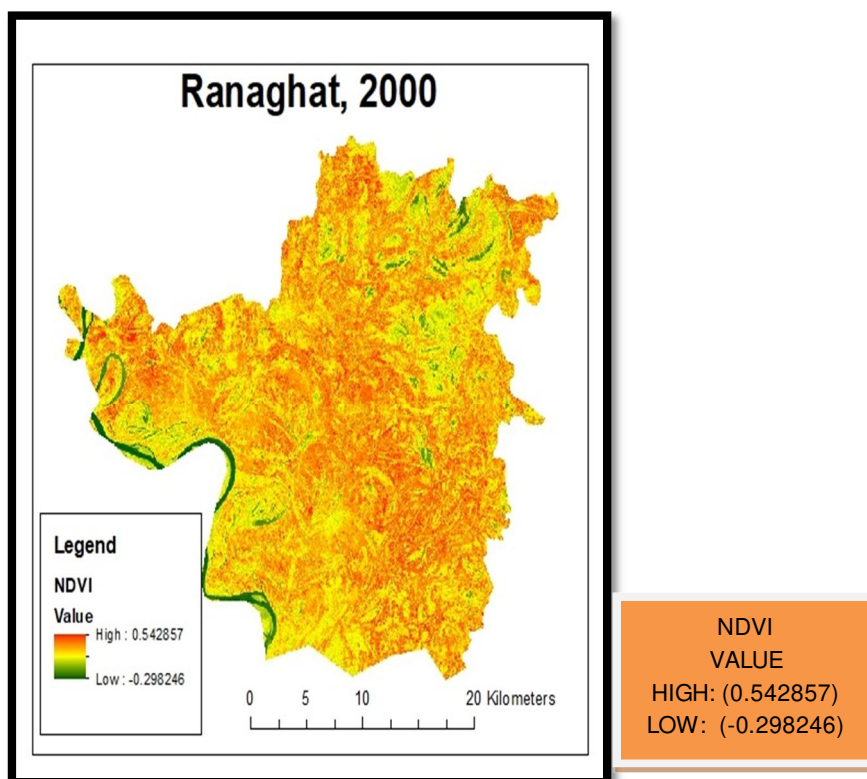 Ranaghat, 2000
Legend
NDVI
Value
High : 0.542857
Low : -0.298246
0 5 10 20 Kilometers
NDVI
VALUE
HIGH: (0.542857)
LOW: (-0.298246)